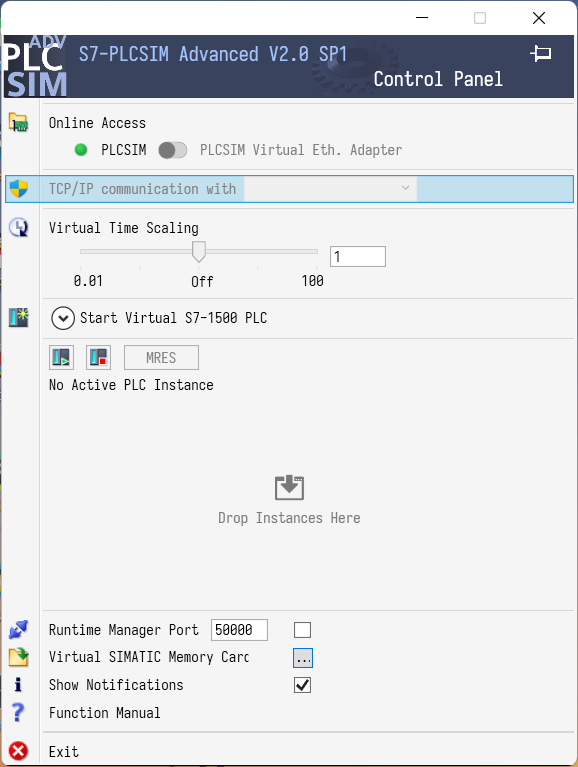 ADV
PLC
SIM
S7-PLCSIM Advanced V2.0 SP1
Control Panel
Online Access
PLCSIM PLCSIM Virtual Eth. Adapter
TCP/IP communication with
Virtual Time Scaling
1
0.01 Off 100
Start Virtual S7-1500 PLC
MRES
No Active PLC Instance
Drop Instances Here
Runtime Manager Port 50000
Virtual SIMATIC Memory Card ...
Show Notifications
Function Manual
Exit